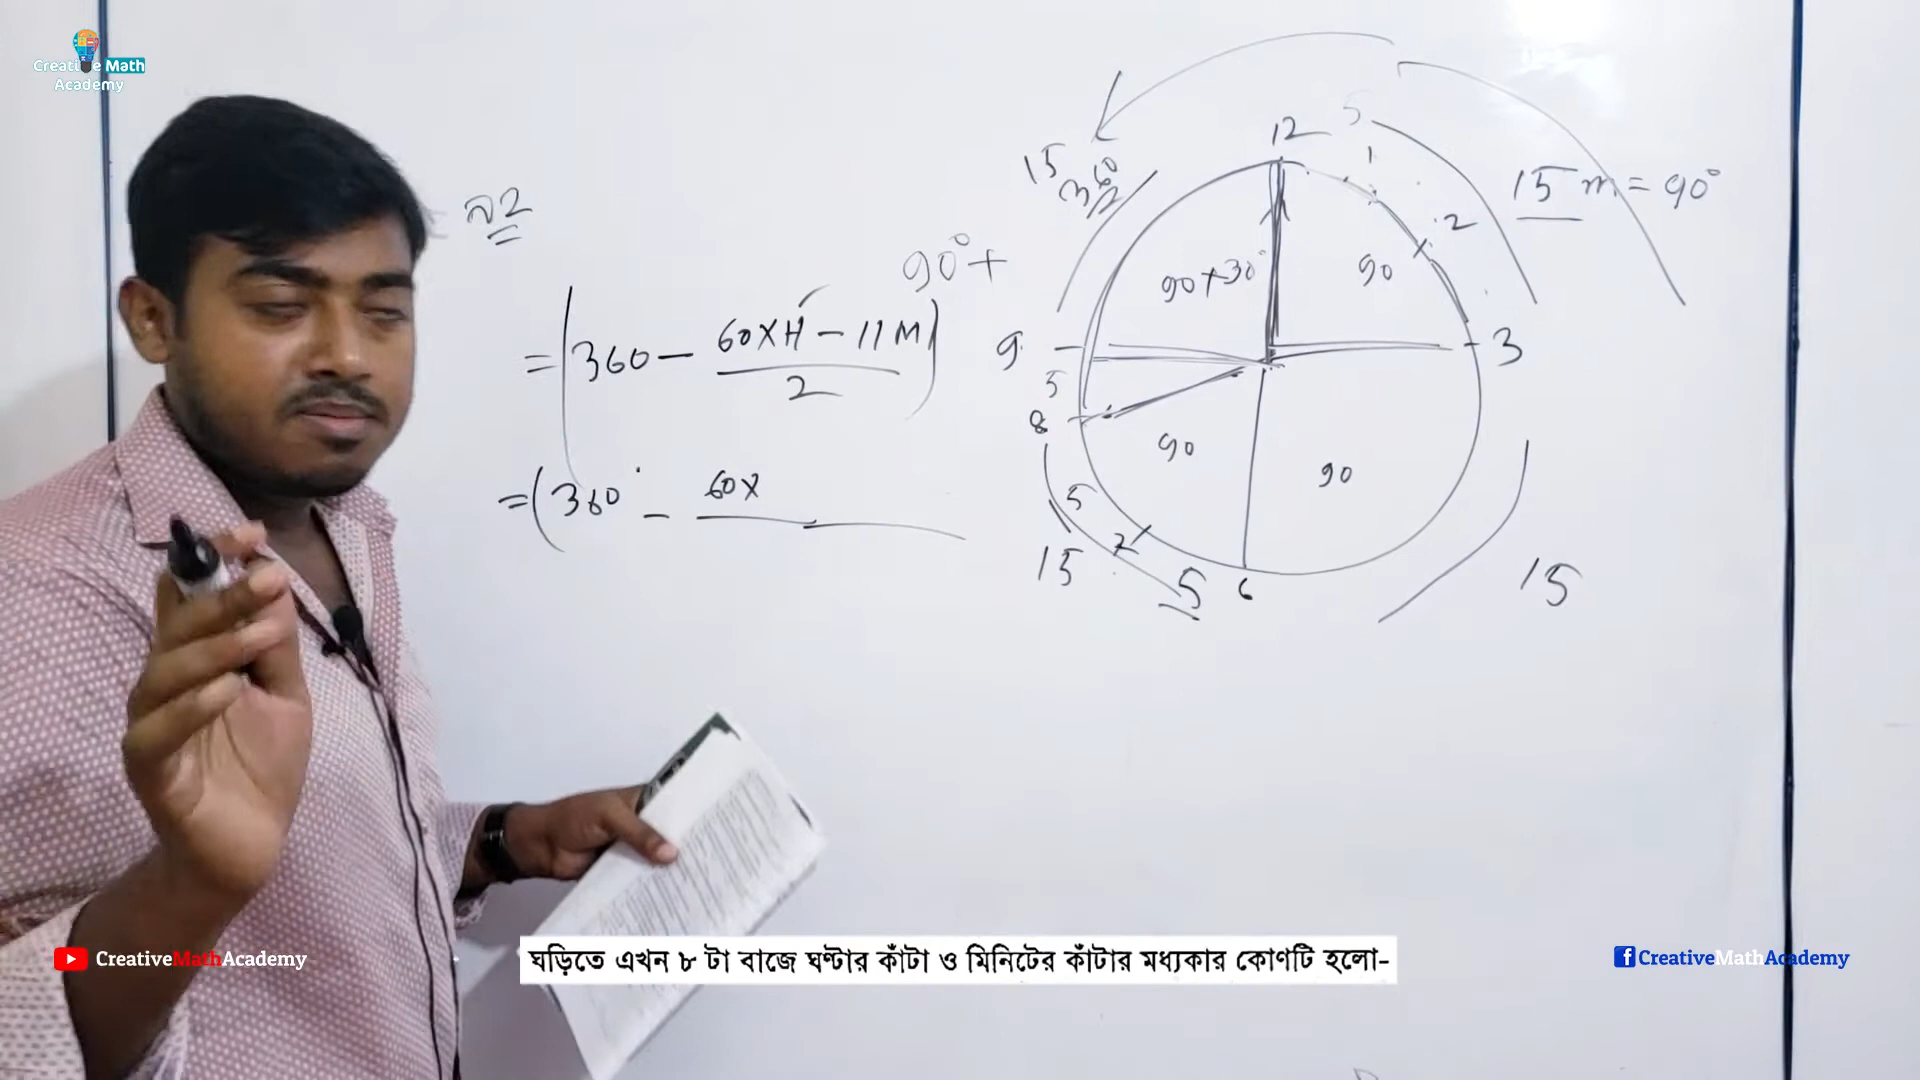 Creative Math
Academy
সূত্র
= (360 - (60×H - 11M)/2)
= (360° - 60×
90° +
15
360
12
5
1
2
15 m = 90°
90+30°
90
9
3
5
8
90
90
5
7
15
5
6
15
ঘড়িতে এখন ৮ টা বাজে ঘণ্টার কাঁটা ও মিনিটের কাঁটার মধ্যকার কোণটি হলো-
CreativeMathAcademy
CreativeMathAcademy